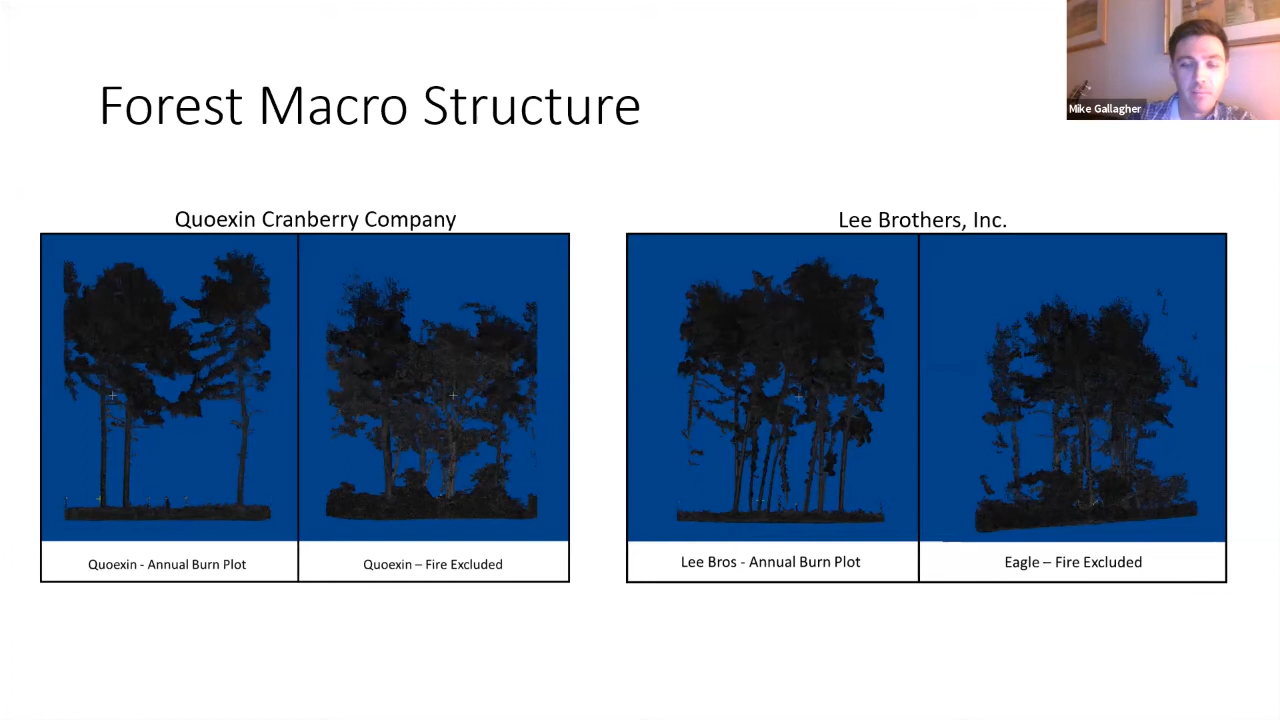 Forest Macro Structure
Mike Gallagher
Quoexin Cranberry Company
Lee Brothers, Inc.
Quoexin - Annual Burn Plot
Quoexin – Fire Excluded
Lee Bros - Annual Burn Plot
Eagle – Fire Excluded